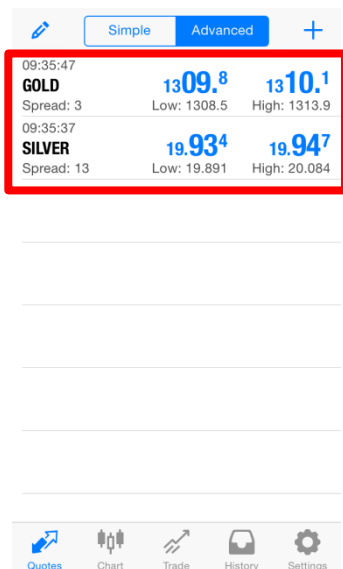 Simple Advanced
09:35:47
GOLD 1309.8 1310.1
Spread: 3 Low: 1308.5 High: 1313.9
09:35:37
SILVER 19.934 19.947
Spread: 13 Low: 19.891 High: 20.084
Quotes Chart Trade History Settings